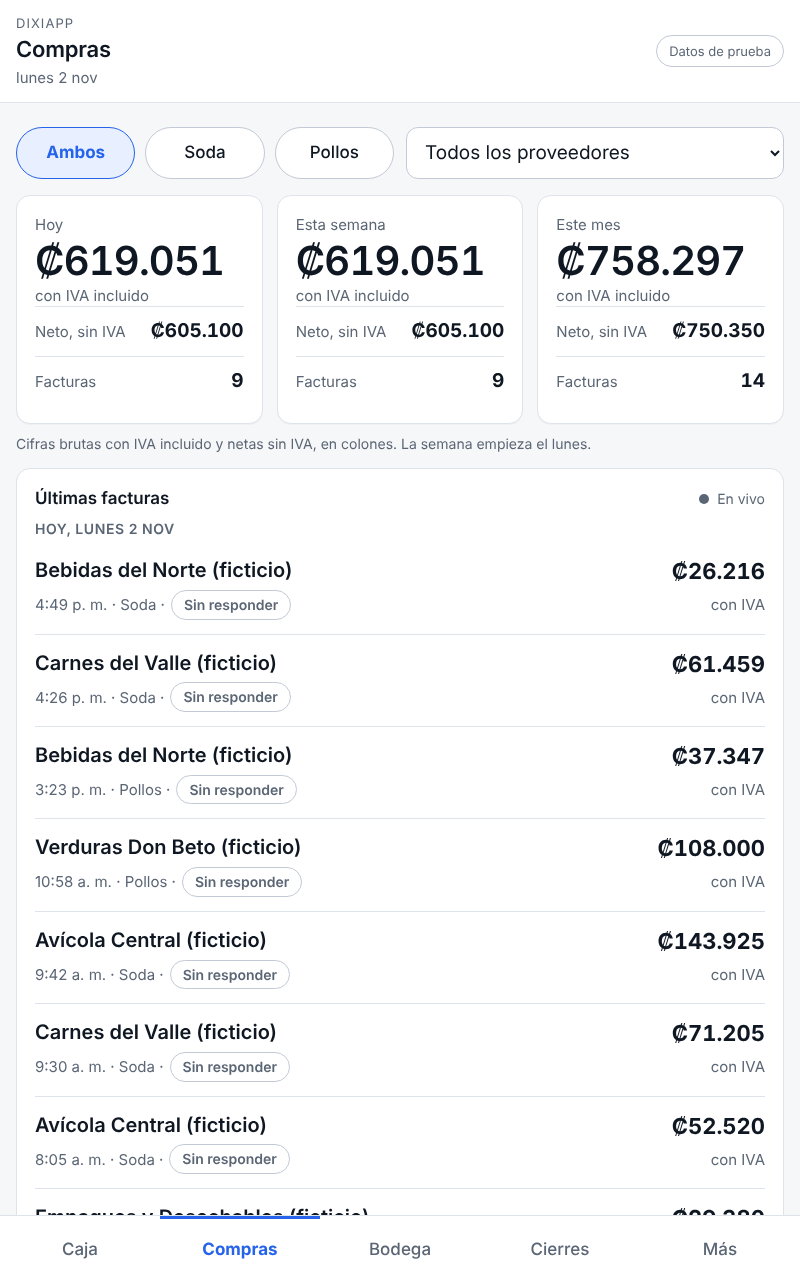 DIXIAPP
Compras
lunes 2 nov
Datos de prueba
Ambos
Soda
Pollos
Todos los proveedores
Hoy
₡619.051
con IVA incluido
Neto, sin IVA ₡605.100
Facturas 9
Esta semana
₡619.051
con IVA incluido
Neto, sin IVA ₡605.100
Facturas 9
Este mes
₡758.297
con IVA incluido
Neto, sin IVA ₡750.350
Facturas 14
Cifras brutas con IVA incluido y netas sin IVA, en colones. La semana empieza el lunes.
Últimas facturas
En vivo
HOY, LUNES 2 NOV
Bebidas del Norte (ficticio) ₡26.216
4:49 p. m. · Soda · Sin responder con IVA
Carnes del Valle (ficticio) ₡61.459
4:26 p. m. · Soda · Sin responder con IVA
Bebidas del Norte (ficticio) ₡37.347
3:23 p. m. · Pollos · Sin responder con IVA
Verduras Don Beto (ficticio) ₡108.000
10:58 a. m. · Pollos · Sin responder con IVA
Avícola Central (ficticio) ₡143.925
9:42 a. m. · Soda · Sin responder con IVA
Carnes del Valle (ficticio) ₡71.205
9:30 a. m. · Soda · Sin responder con IVA
Avícola Central (ficticio) ₡52.520
8:05 a. m. · Soda · Sin responder con IVA
Empaques y Desechables (ficticio)
Caja
Compras
Bodega
Cierres
Más